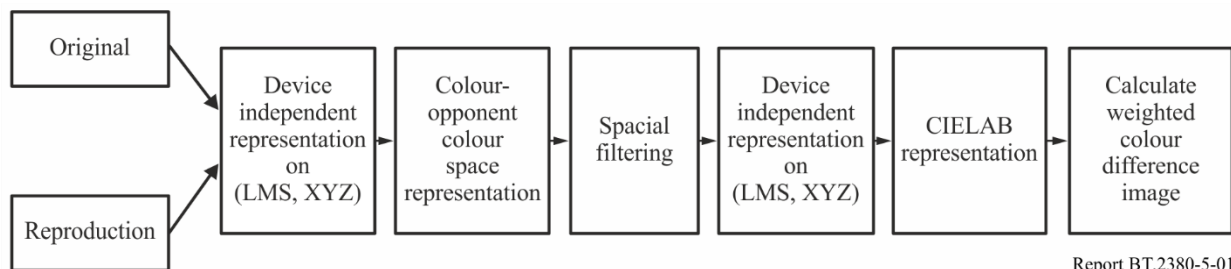 Original
Reproduction
Device
independent
representation
on
(LMS, XYZ)
Colour-
opponent
colour
space
representation
Spacial
filtering
Device
independent
representation
on
(LMS, XYZ)
CIELAB
representation
Calculate
weighted
colour
difference
image
Report BT.2380-5-01